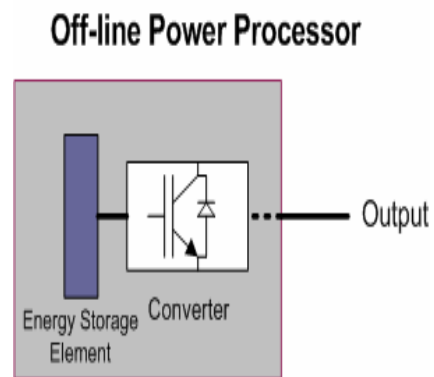 Off-line Power Processor
Output
Energy Storage
Element
Converter